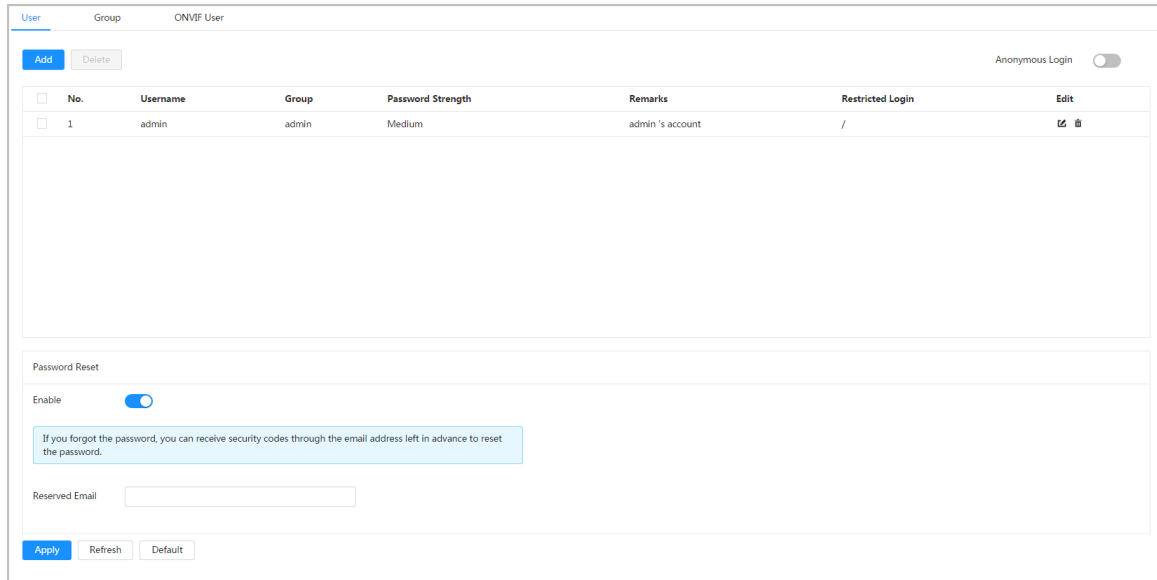 User Group ONVIF User
Add Delete Anonymous Login
No. Username Group Password Strength Remarks Restricted Login Edit
1 admin admin Medium admin 's account /
Password Reset
Enable
If you forgot the password, you can receive security codes through the email address left in advance to reset
the password.
Reserved Email
Apply Refresh Default